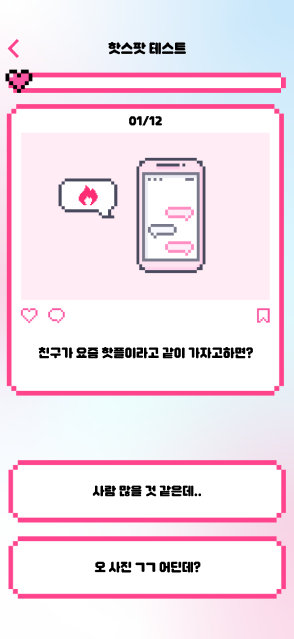 핫스팟 테스트
01/12
친구가 요즘 핫플이라고 같이 가자고하면?
사람 많을 것 같은데..
오 사진 ㄱㄱ 어딘데?